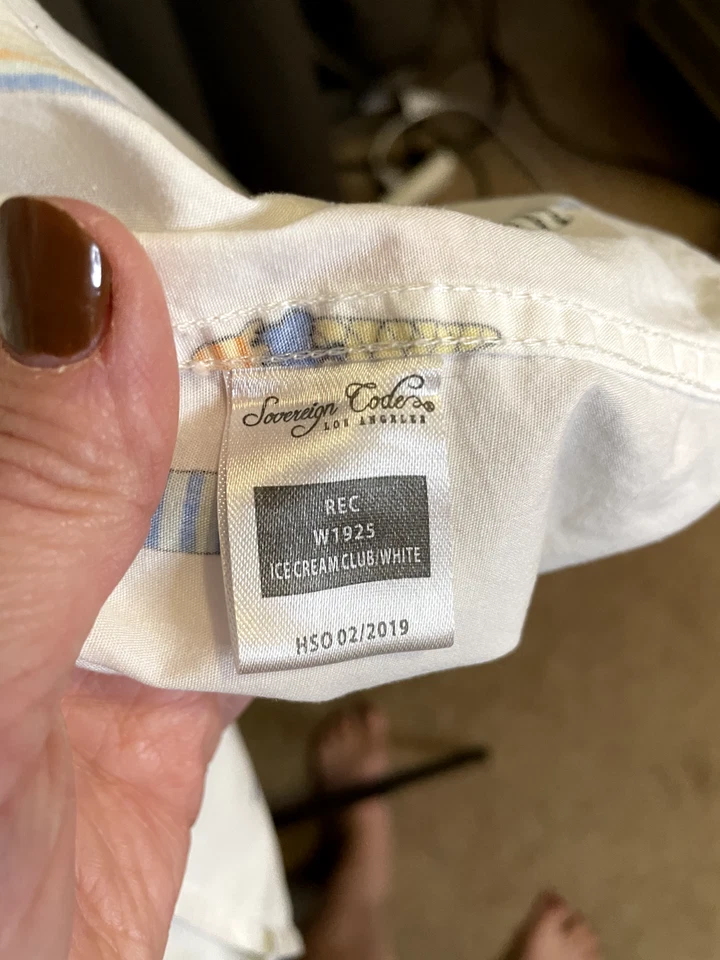 Sovereign Code
LOS ANGELES
REC
W1925
ICE CREAM CLUB/WHITE
HSO 02/2019